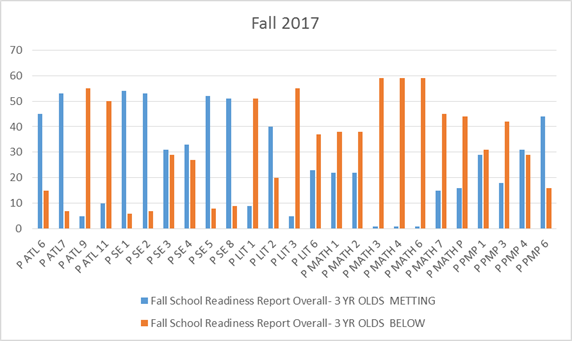 Fall 2017
70
60
50
40
30
20
10
0
P ATL 6
P ATL7
P ATL 9
P ATL 11
P SE 1
P SE 2
P SE 3
P SE 4
P SE 5
P SE 8
P LIT 1
P LIT 2
P LIT 3
P LIT 6
P MATH 1
P MATH 2
P MATH 3
P MATH 4
P MATH 6
P MATH 7
P MATH P
P PMP 1
P PMP 3
P PMP 4
P PMP 6
Fall School Readiness Report Overall- 3 YR OLDS METTING
Fall School Readiness Report Overall- 3 YR OLDS BELOW